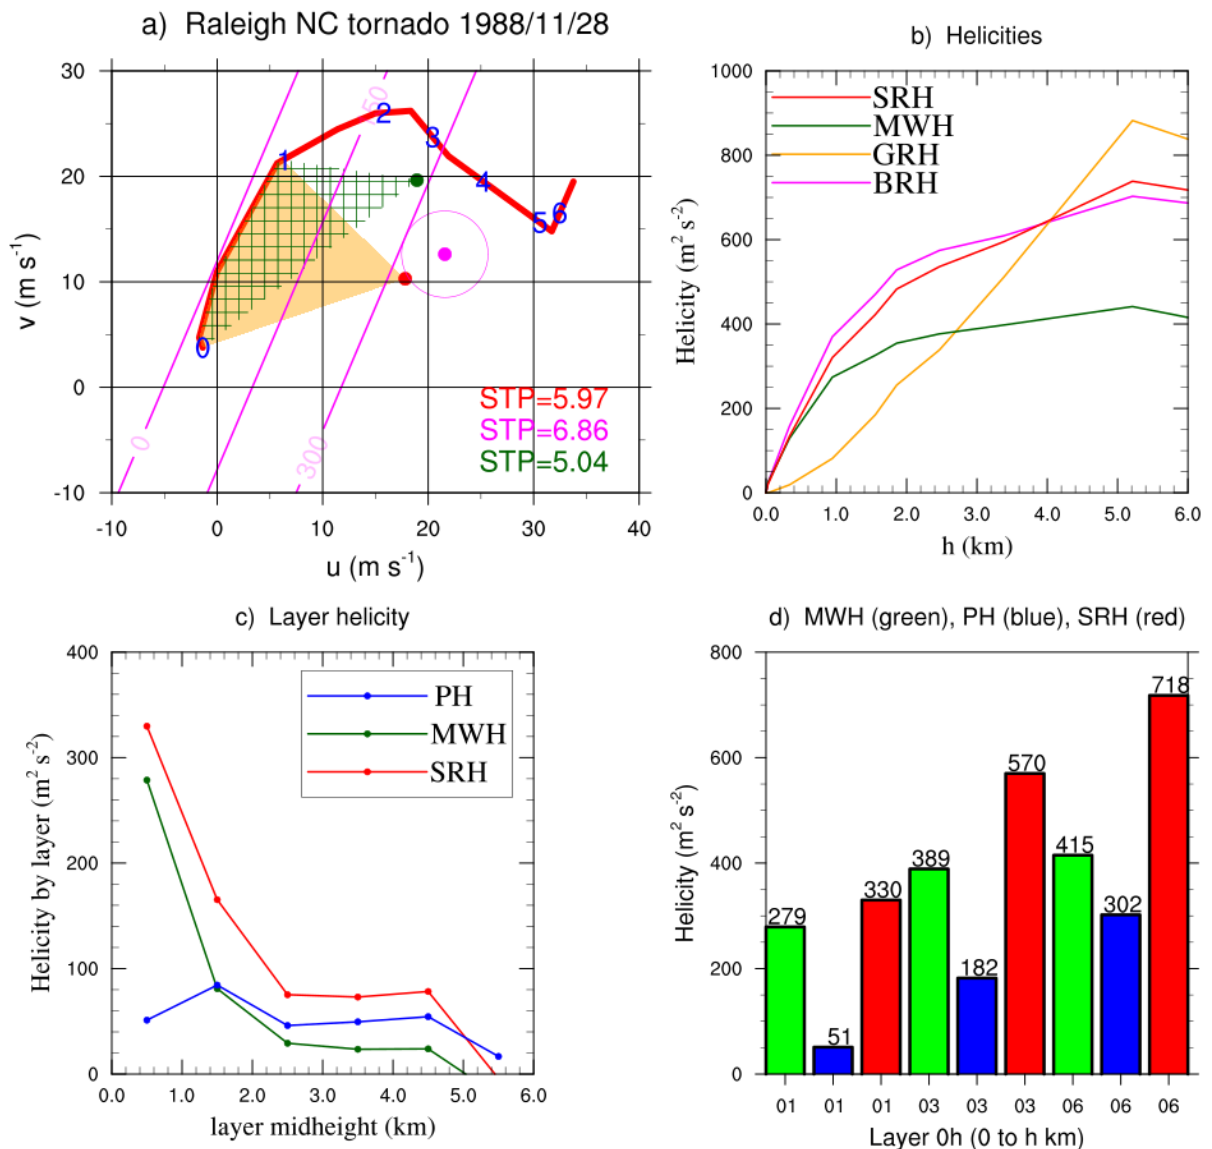 a) Raleigh NC tornado 1988/11/28
30
20
10
0
-10
v (m s-1)
0
1
2
3
4
5
6
0
50
300
STP=5.97
STP=6.86
STP=5.04
-10 0 10 20 30 40
u (m s-1)
b) Helicities
1000
800
600
400
200
0
Helicity (m2 s-2)
SRH
MWH
GRH
BRH
0.0 1.0 2.0 3.0 4.0 5.0 6.0
h (km)
c) Layer helicity
400
300
200
100
0
Helicity by layer (m2 s-2)
PH
MWH
SRH
0.0 1.0 2.0 3.0 4.0 5.0 6.0
layer midheight (km)
d) MWH (green), PH (blue), SRH (red)
800
600
400
200
0
Helicity (m2 s-2)
279
51
330
389
182
570
415
302
718
01 01 01 03 03 03 06 06 06
Layer 0h (0 to h km)